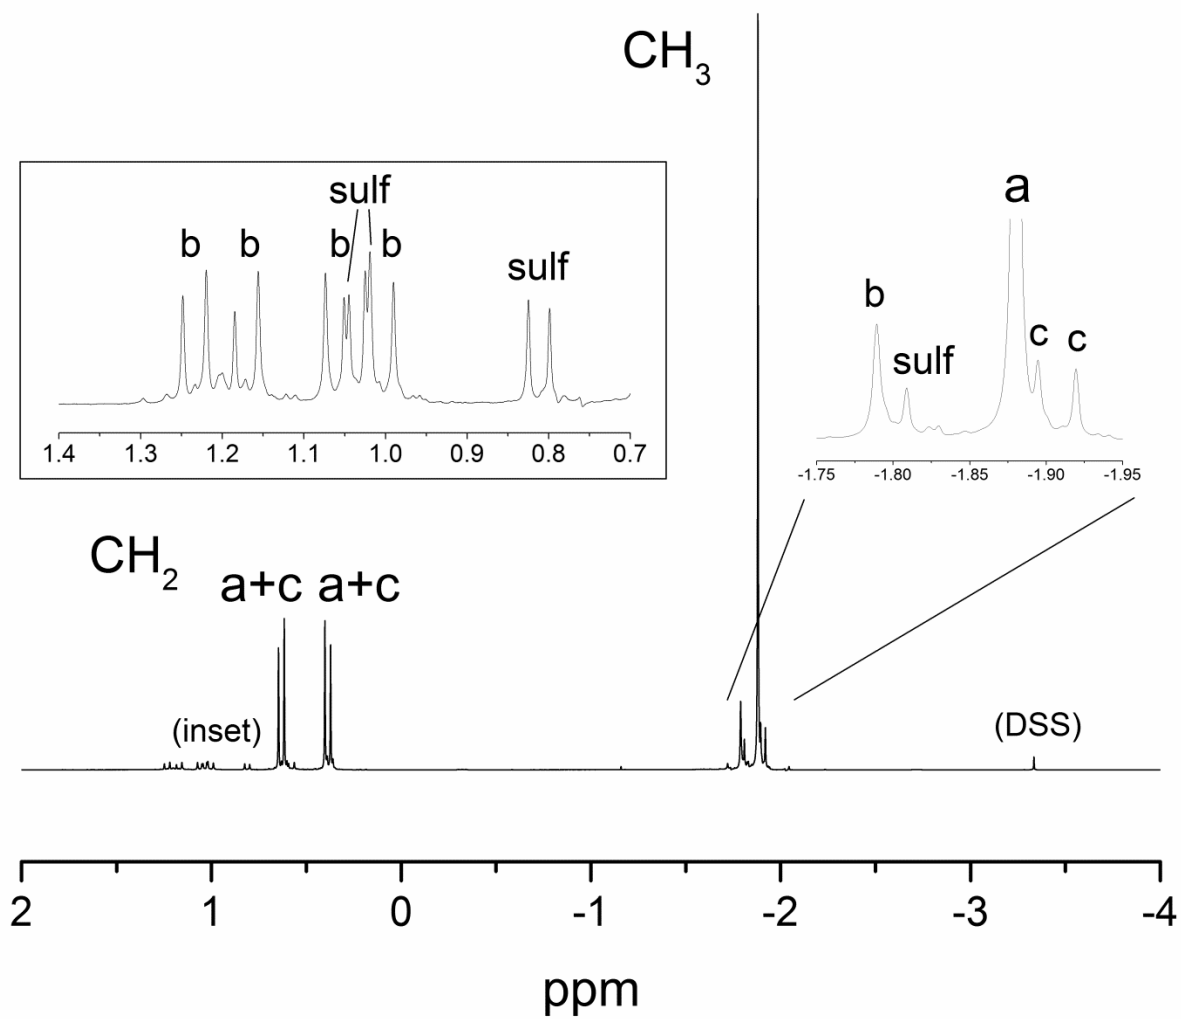 CH3
sulf
b b b b
sulf
1.4 1.3 1.2 1.1 1.0 0.9 0.8 0.7
a
b
sulf
c c
-1.75 -1.80 -1.85 -1.90 -1.95
CH2
a+c a+c
(inset)
(DSS)
2 1 0 -1 -2 -3 -4
ppm